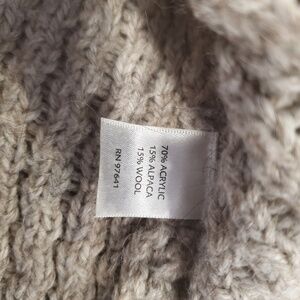 70% ACRYLIC
15% ALPACA
15% WOOL
RN 97641